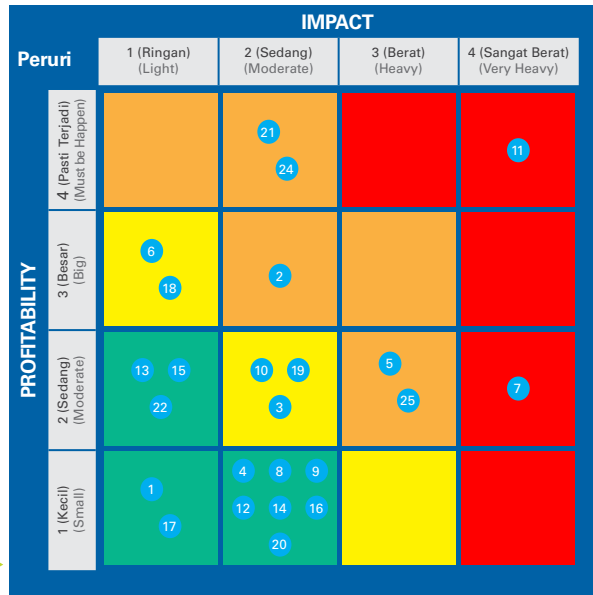 IMPACT
Peruri
1 (Ringan)
(Light)
2 (Sedang)
(Moderate)
3 (Berat)
(Heavy)
4 (Sangat Berat)
(Very Heavy)
PROFITABILITY
4 (Pasti Terjadi)
(Must be Happen)
21
24
11
3 (Besar)
(Big)
6
18
2
2 (Sedang)
(Moderate)
13 15
22
10 19
3
5
25
7
1 (Kecil)
(Small)
1
17
4 8 9
12 14 16
20